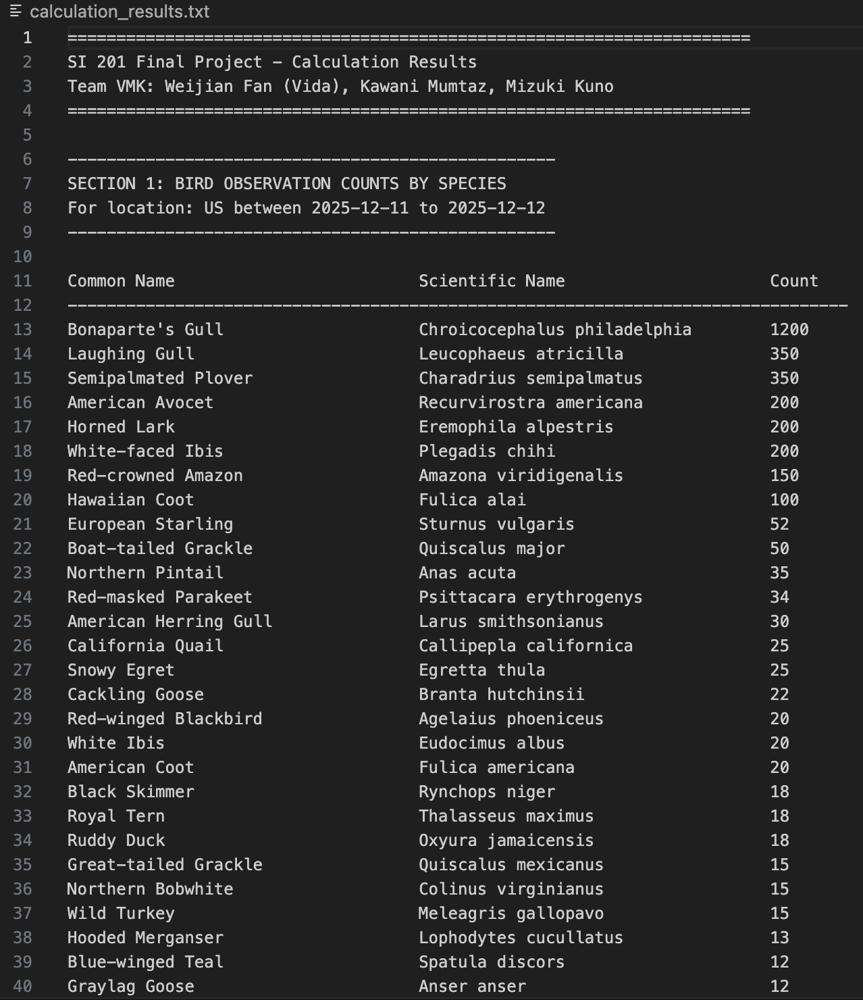 calculation_results.txt
1 ======================================================================
2 SI 201 Final Project - Calculation Results
3 Team VMK: Weijian Fan (Vida), Kawani Mumtaz, Mizuki Kuno
4 ======================================================================
5
6 --------------------------------------------------
7 SECTION 1: BIRD OBSERVATION COUNTS BY SPECIES
8 For location: US between 2025-12-11 to 2025-12-12
9 --------------------------------------------------
10
11 Common Name Scientific Name Count
12 --------------------------------------------------------------------------------
13 Bonaparte's Gull Chroicocephalus philadelphia 1200
14 Laughing Gull Leucophaeus atricilla 350
15 Semipalmated Plover Charadrius semipalmatus 350
16 American Avocet Recurvirostra americana 200
17 Horned Lark Eremophila alpestris 200
18 White-faced Ibis Plegadis chihi 200
19 Red-crowned Amazon Amazona viridigenalis 150
20 Hawaiian Coot Fulica alai 100
21 European Starling Sturnus vulgaris 52
22 Boat-tailed Grackle Quiscalus major 50
23 Northern Pintail Anas acuta 35
24 Red-masked Parakeet Psittacara erythrogenys 34
25 American Herring Gull Larus smithsonianus 30
26 California Quail Callipepla californica 25
27 Snowy Egret Egretta thula 25
28 Cackling Goose Branta hutchinsii 22
29 Red-winged Blackbird Agelaius phoeniceus 20
30 White Ibis Eudocimus albus 20
31 American Coot Fulica americana 20
32 Black Skimmer Rynchops niger 18
33 Royal Tern Thalasseus maximus 18
34 Ruddy Duck Oxyura jamaicensis 18
35 Great-tailed Grackle Quiscalus mexicanus 15
36 Northern Bobwhite Colinus virginianus 15
37 Wild Turkey Meleagris gallopavo 15
38 Hooded Merganser Lophodytes cucullatus 13
39 Blue-winged Teal Spatula discors 12
40 Graylag Goose Anser anser 12